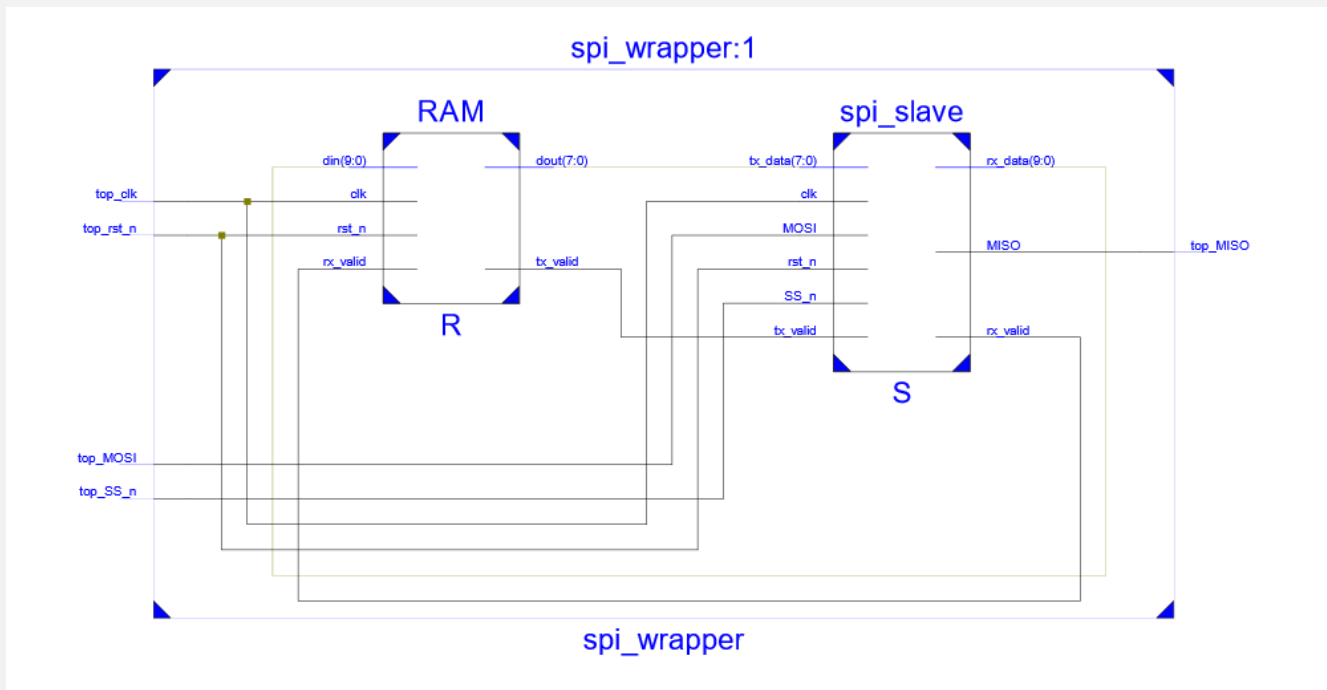 spi_wrapper:1
RAM
spi_slave
din(9:0)
dout(7:0)
tx_data(7:0)
rx_data(9:0)
top_clk
clk
clk
top_rst_n
rst_n
MOSI
MISO
top_MISO
rx_valid
tx_valid
rst_n
SS_n
tx_valid
rx_valid
R
S
top_MOSI
top_SS_n
spi_wrapper